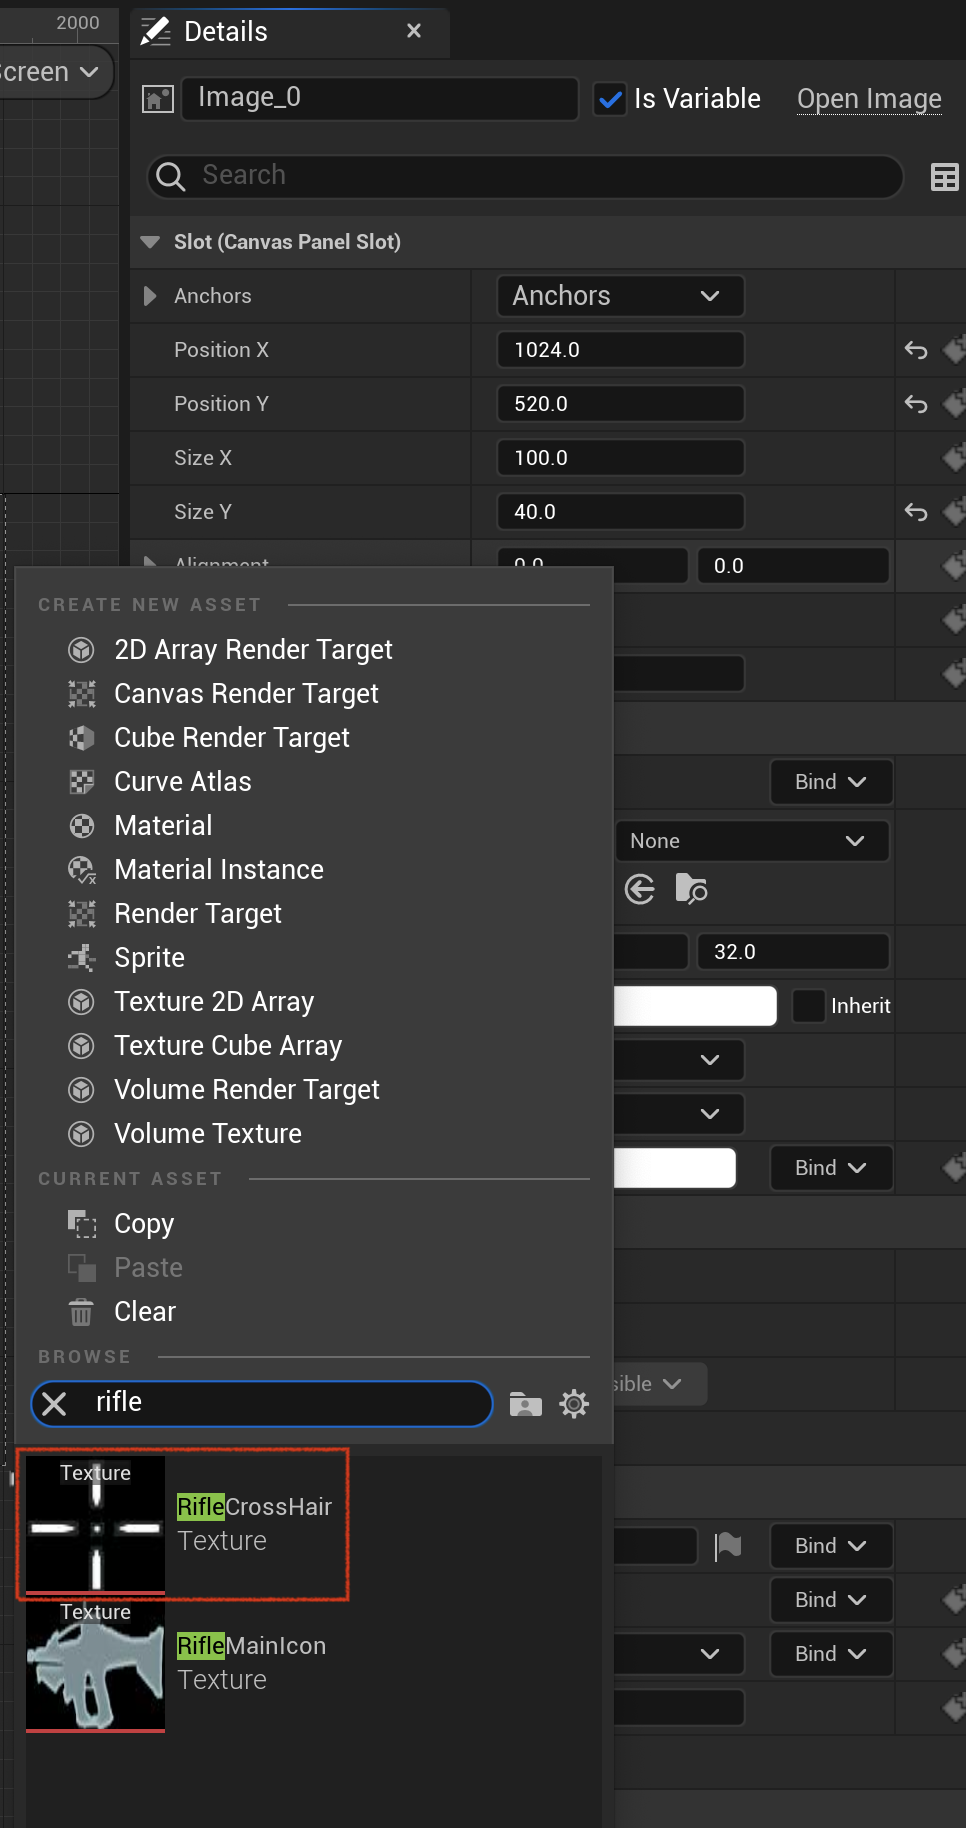 2000
Details
Screen
Image_0
Is Variable
Open Image
Search
Slot (Canvas Panel Slot)
Anchors
Anchors
Position X
1024.0
Position Y
520.0
Size X
100.0
Size Y
40.0
Alignment
0.0
0.0
CREATE NEW ASSET
2D Array Render Target
Canvas Render Target
Cube Render Target
Curve Atlas
Material
Material Instance
Render Target
Sprite
Texture 2D Array
Texture Cube Array
Volume Render Target
Volume Texture
Bind
None
32.0
Inherit
Bind
CURRENT ASSET
Copy
Paste
Clear
sible
BROWSE
rifle
Texture
RifleCrossHair
Texture
Texture
RifleMainIcon
Texture
Bind
Bind
Bind